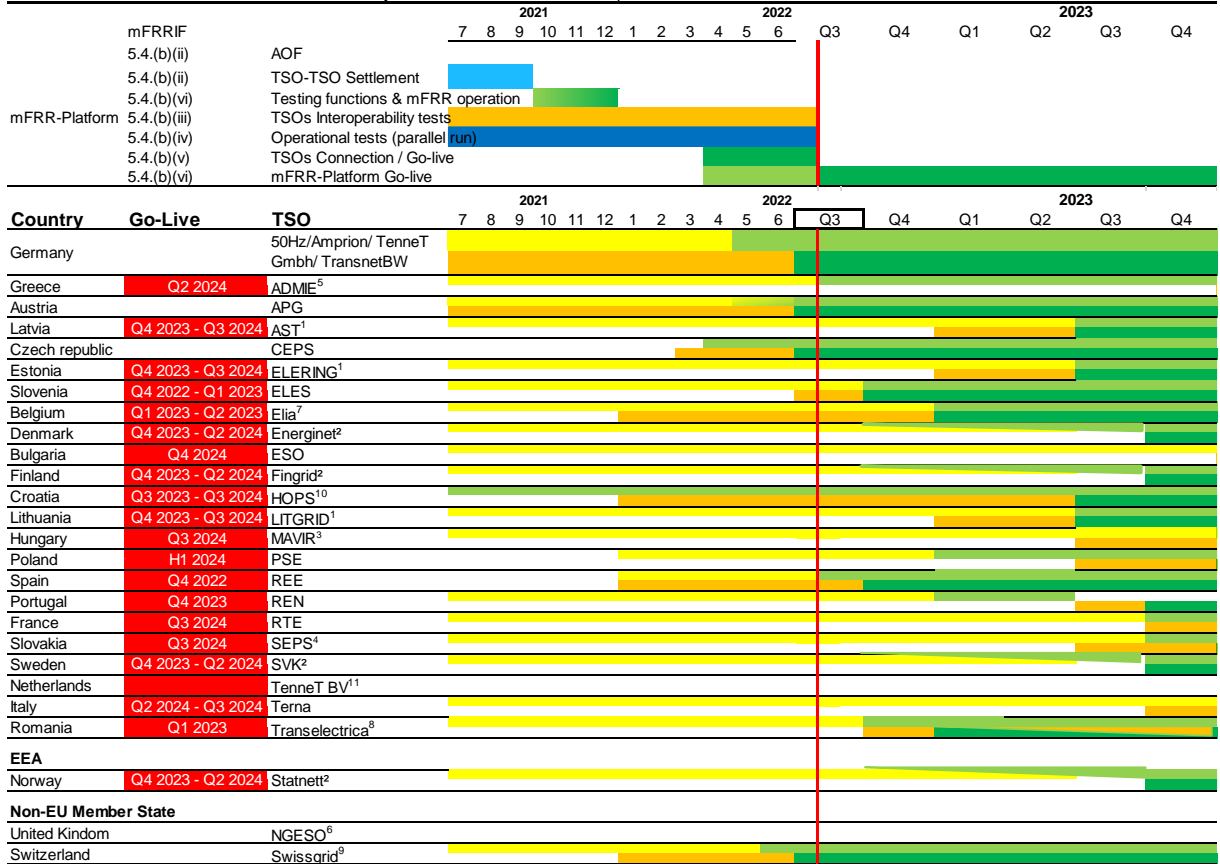 2021 2022 2023
mFRRIF 7 8 9 10 11 12 1 2 3 4 5 6 Q3 Q4 Q1 Q2 Q3 Q4
5.4.(b)(ii) AOF
5.4.(b)(ii) TSO-TSO Settlement
5.4.(b)(vi) Testing functions & mFRR operation
mFRR-Platform 5.4.(b)(iii) TSOs Interoperability tests
5.4.(b)(iv) Operational tests (parallel run)
5.4.(b)(v) TSOs Connection / Go-live
5.4.(b)(vi) mFRR-Platform Go-live
2021 2022 2023
Country Go-Live TSO 7 8 9 10 11 12 1 2 3 4 5 6 Q3 Q4 Q1 Q2 Q3 Q4
Germany 50Hz/Amprion/ TenneT
Gmbh/ TransnetBW
Greece Q2 2024 ADMIE⁵
Austria APG
Latvia Q4 2023 - Q3 2024 AST¹
Czech republic CEPS
Estonia Q4 2023 - Q3 2024 ELERING¹
Slovenia Q4 2022 - Q1 2023 ELES
Belgium Q1 2023 - Q2 2023 Elia⁷
Denmark Q4 2023 - Q2 2024 Energinet²
Bulgaria Q4 2024 ESO
Finland Q4 2023 - Q2 2024 Fingrid²
Croatia Q3 2023 - Q3 2024 HOPS¹⁰
Lithuania Q4 2023 - Q3 2024 LITGRID¹
Hungary Q3 2024 MAVIR³
Poland H1 2024 PSE
Spain Q4 2022 REE
Portugal Q4 2023 REN
France Q3 2024 RTE
Slovakia Q3 2024 SEPS⁴
Sweden Q4 2023 - Q2 2024 SVK²
Netherlands TenneT BV¹¹
Italy Q2 2024 - Q3 2024 Terna
Romania Q1 2023 Transelectrica⁸
EEA
Norway Q4 2023 - Q2 2024 Statnett²
Non-EU Member State
United Kindom NGESO⁶
Switzerland Swissgrid⁹